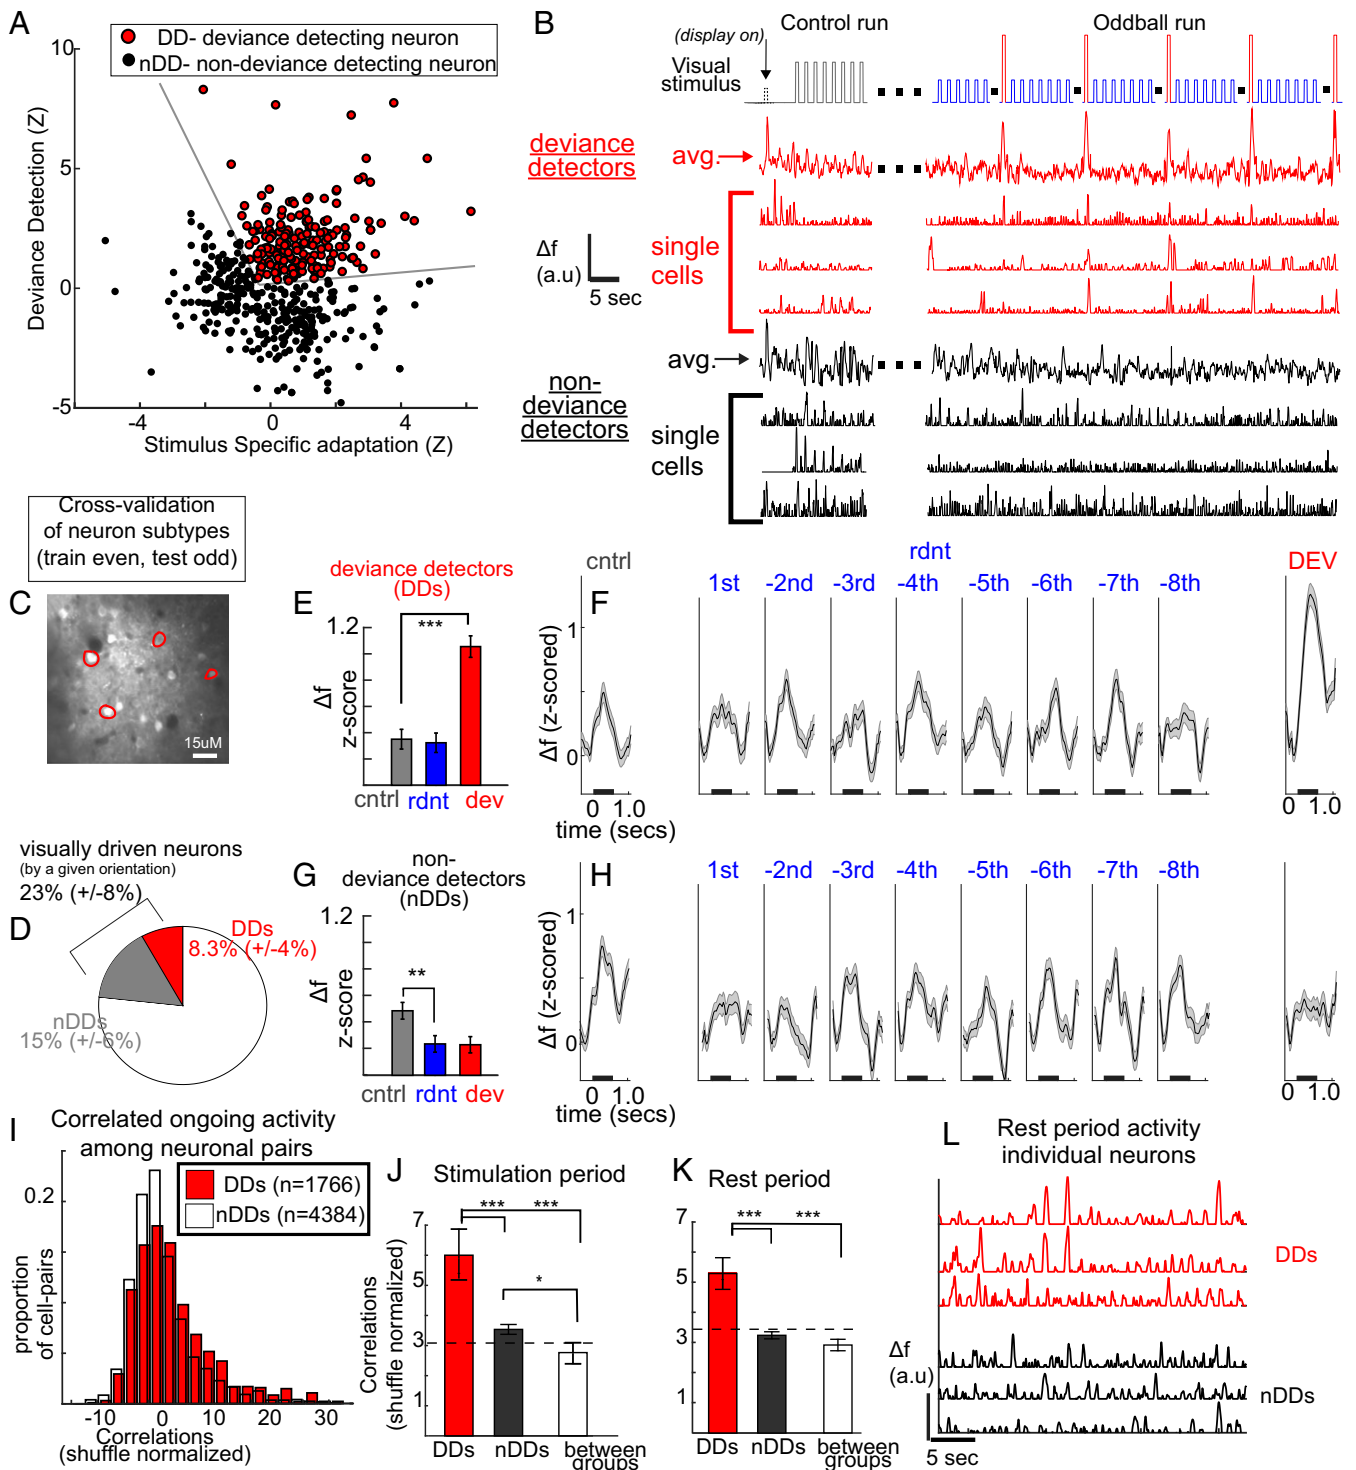 A
10
5
0
-5
-4
0
4
Deviance Detection (Z)
Stimulus Specific adaptation (Z)
DD- deviance detecting neuron
nDD- non-deviance detecting neuron
B
Control run
Oddball run
(display on)
Visual
stimulus
deviance
detectors
avg.
single
cells
Δf
(a.u)
5 sec
avg.
non-
deviance
detectors
single
cells
Cross-validation
of neuron subtypes
(train even, test odd)
C
15uM
D
visually driven neurons
(by a given orientation)
23% (+/-8%)
DDs
8.3% (+/-4%)
nDDs
15% (+/-6%)
E
deviance detectors
(DDs)
1.2
***
Δf
z-score
cntrl
rdnt
dev
F
cntrl
rdnt
DEV
1st
-2nd
-3rd
-4th
-5th
-6th
-7th
-8th
1
0
Δf (z-scored)
0
1.0
time (secs)
0
1.0
G
non-
deviance detectors
(nDDs)
1.2
**
Δf
z-score
cntrl
rdnt
dev
H
1st
-2nd
-3rd
-4th
-5th
-6th
-7th
-8th
1
0
Δf (z-scored)
0
1.0
time (secs)
0
1.0
I
Correlated ongoing activity
among neuronal pairs
DDs (n=1766)
nDDs (n=4384)
0.2
proportion
of cell-pairs
-10
0
10
20
30
Correlations
(shuffle normalized)
J
Stimulation period
***
***
*
7
5
3
1
Correlations
(shuffle normalized)
DDs
nDDs
between
groups
K
Rest period
***
***
7
5
3
1
DDs
nDDs
between
groups
L
Rest period activity
individual neurons
DDs
nDDs
Δf
(a.u)
5 sec